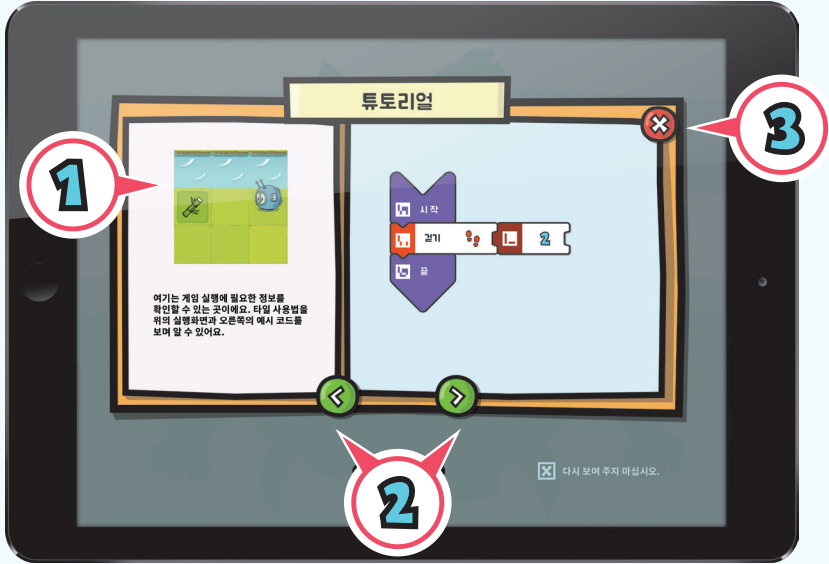 튜토리얼
1
3
시작
걷기 2
끝
여기는 게임 실행에 필요한 정보를
확인할 수 있는 곳이에요. 타일 사용법을
위의 실행화면과 오른쪽의 예시 코드를
보며 알 수 있어요.
2
다시 보여 주지 마십시오.